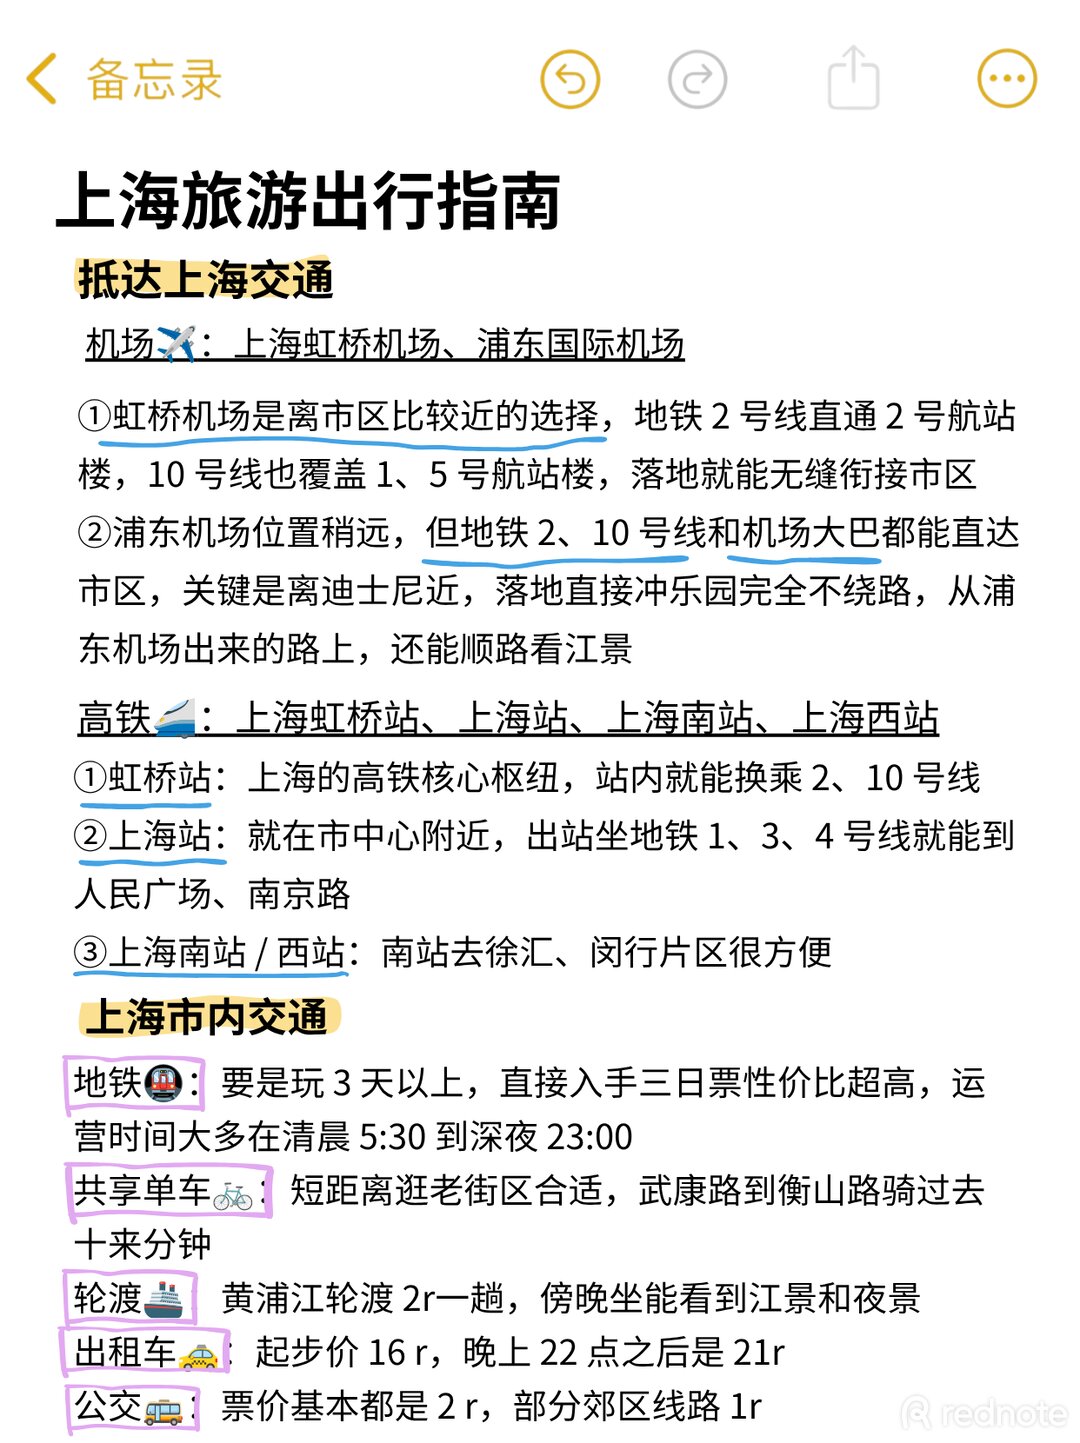 备忘录
上海旅游出行指南
抵达上海交通
机场✈️：上海虹桥机场、浦东国际机场
①虹桥机场是离市区比较近的选择，地铁 2 号线直通 2 号航站
楼，10 号线也覆盖 1、5 号航站楼，落地就能无缝衔接市区
②浦东机场位置稍远，但地铁 2、10 号线和机场大巴都能直达
市区，关键是离迪士尼近，落地直接冲乐园完全不绕路，从浦
东机场出来的路上，还能顺路看江景
高铁🚄：上海虹桥站、上海站、上海南站、上海西站
①虹桥站：上海的高铁核心枢纽，站内就能换乘 2、10 号线
②上海站：就在市中心附近，出站坐地铁 1、3、4 号线就能到
人民广场、南京路
③上海南站 / 西站：南站去徐汇、闵行片区很方便
上海市内交通
地铁🚇：要是玩 3 天以上，直接入手三日票性价比超高，运
营时间大多在清晨 5:30 到深夜 23:00
共享单车🚲：短距离逛老街区合适，武康路到衡山路骑过去
十来分钟
轮渡🚢 黄浦江轮渡 2r一趟，傍晚坐能看到江景和夜景
出租车🚕：起步价 16 r，晚上 22 点之后是 21r
公交🚌：票价基本都是 2 r，部分郊区线路 1r
rednote